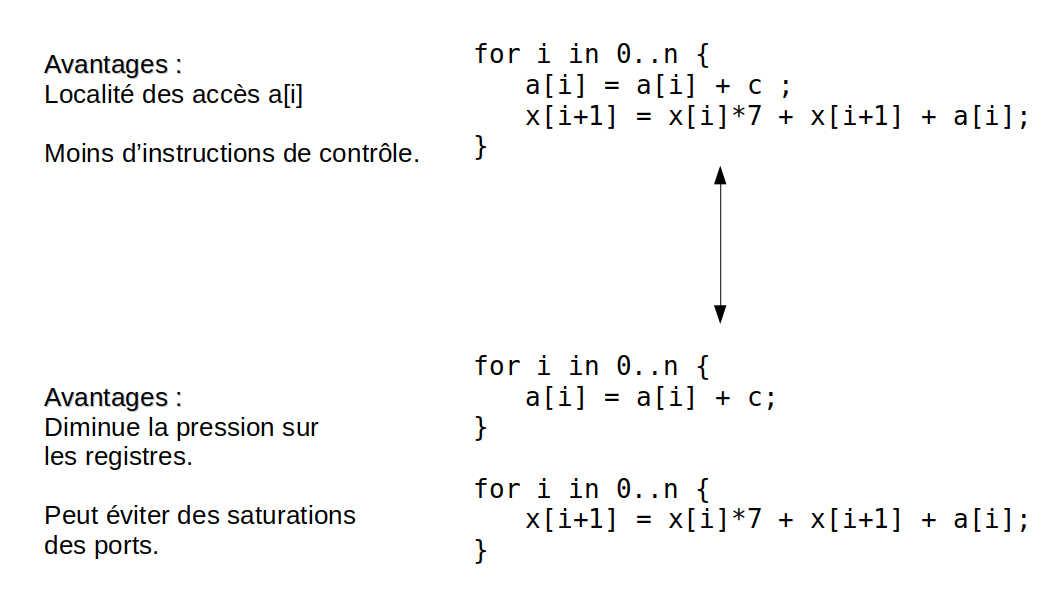 Avantages :
Localité des accès a[i]
Moins d’instructions de contrôle.
for i in 0..n {
a[i] = a[i] + c ;
x[i+1] = x[i]*7 + x[i+1] + a[i];
}
Avantages :
Diminue la pression sur
les registres.
Peut éviter des saturations
des ports.
for i in 0..n {
a[i] = a[i] + c;
}
for i in 0..n {
x[i+1] = x[i]*7 + x[i+1] + a[i];
}